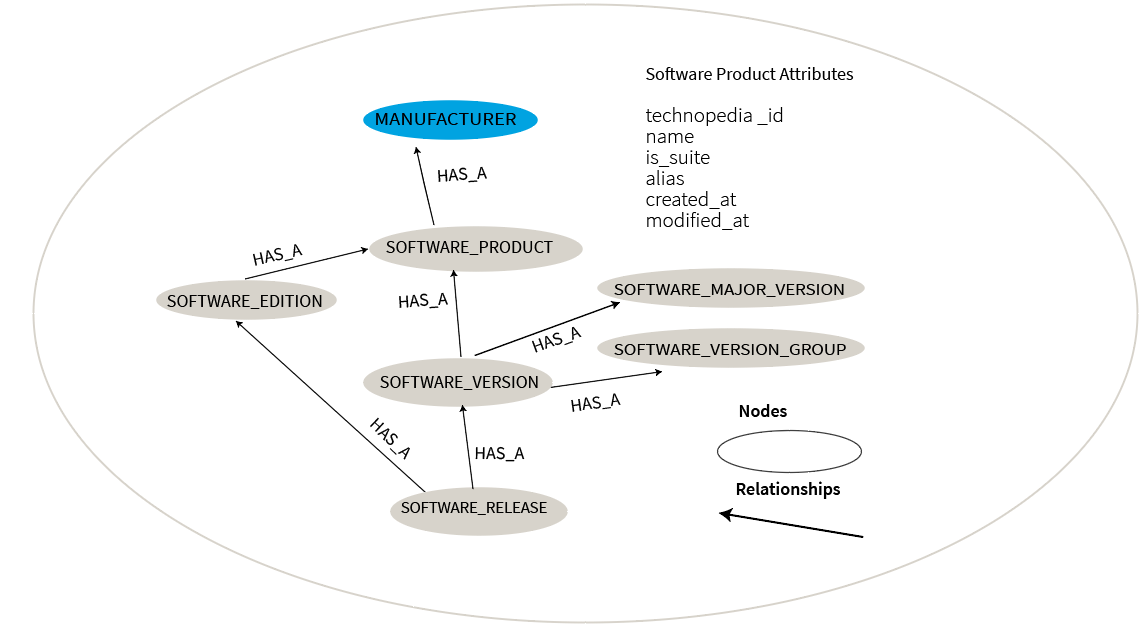 Software Product Attributes
technopedia _id
name
is_suite
alias
created_at
modified_at
MANUFACTURER
HAS_A
SOFTWARE_PRODUCT
HAS_A
SOFTWARE_EDITION
HAS_A
SOFTWARE_MAJOR_VERSION
HAS_A
SOFTWARE_VERSION_GROUP
SOFTWARE_VERSION
HAS_A
Nodes
HAS_A
HAS_A
Relationships
SOFTWARE_RELEASE